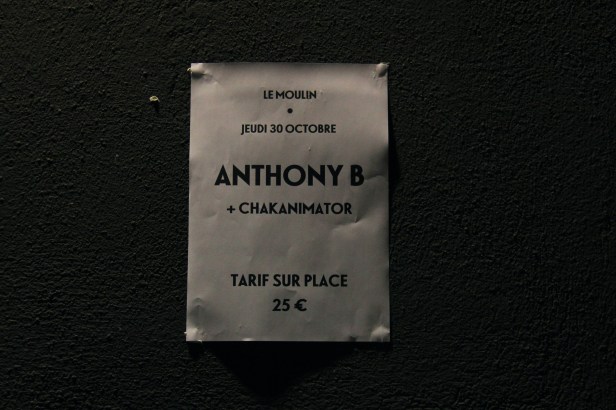 LE MOULIN
•
JEUDI 30 OCTOBRE
ANTHONY B
+ CHAKANIMATOR
TARIF SUR PLACE
25 €